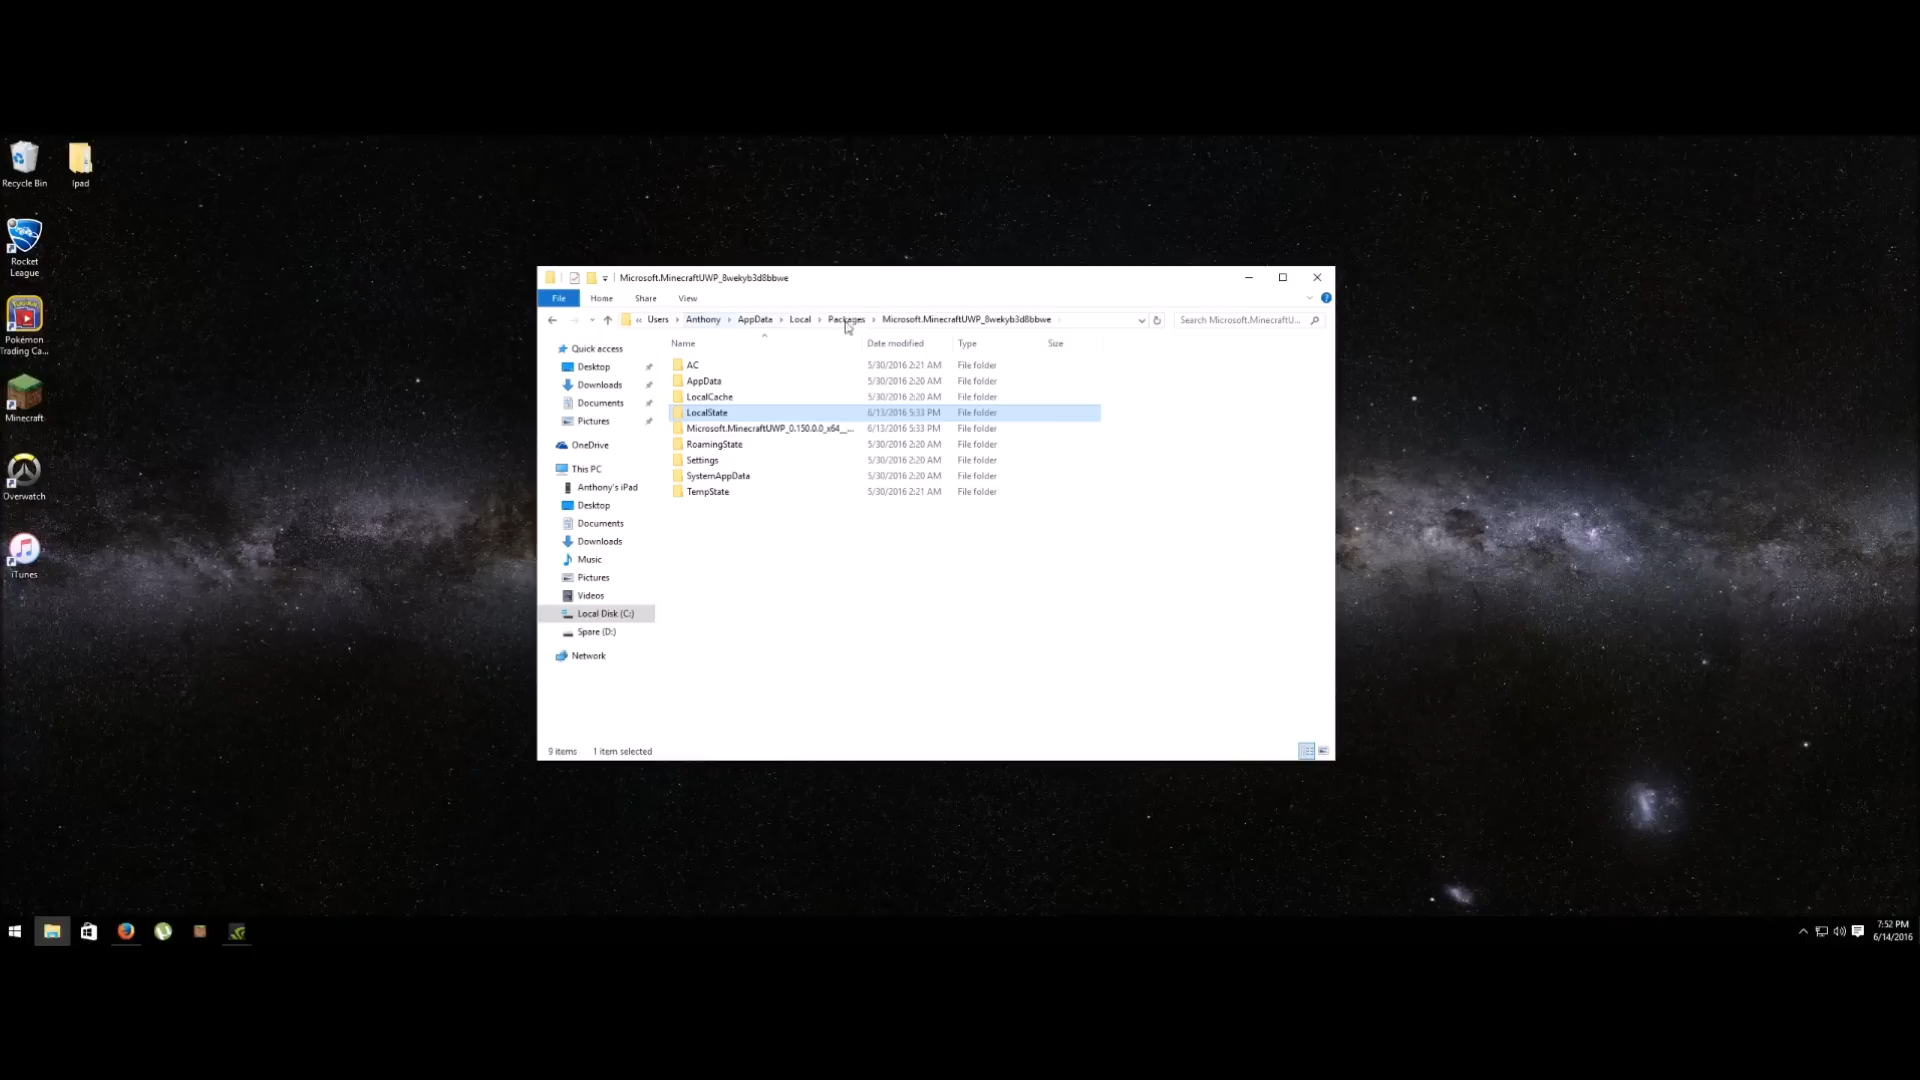 Recycle Bin
Ipad
Rocket
League
Pokémon
Trading Ca...
Minecraft
Overwatch
iTunes
Microsoft.MinecraftUWP_8wekyb3d8bbwe
File Home Share View
« Users › Anthony › AppData › Local › Packages › Microsoft.MinecraftUWP_8wekyb3d8bbwe
Search Microsoft.MinecraftU...
Name Date modified Type Size
Quick access
Desktop
Downloads
Documents
Pictures
OneDrive
This PC
Anthony's iPad
Desktop
Documents
Downloads
Music
Pictures
Videos
Local Disk (C:)
Spare (D:)
Network
AC 5/30/2016 2:21 AM File folder
AppData 5/30/2016 2:20 AM File folder
LocalCache 5/30/2016 2:20 AM File folder
LocalState 6/13/2016 5:33 PM File folder
Microsoft.MinecraftUWP_0.150.0.0_x64__... 6/13/2016 5:33 PM File folder
RoamingState 5/30/2016 2:20 AM File folder
Settings 5/30/2016 2:20 AM File folder
SystemAppData 5/30/2016 2:20 AM File folder
TempState 5/30/2016 2:21 AM File folder
9 items 1 item selected
7:52 PM
6/14/2016